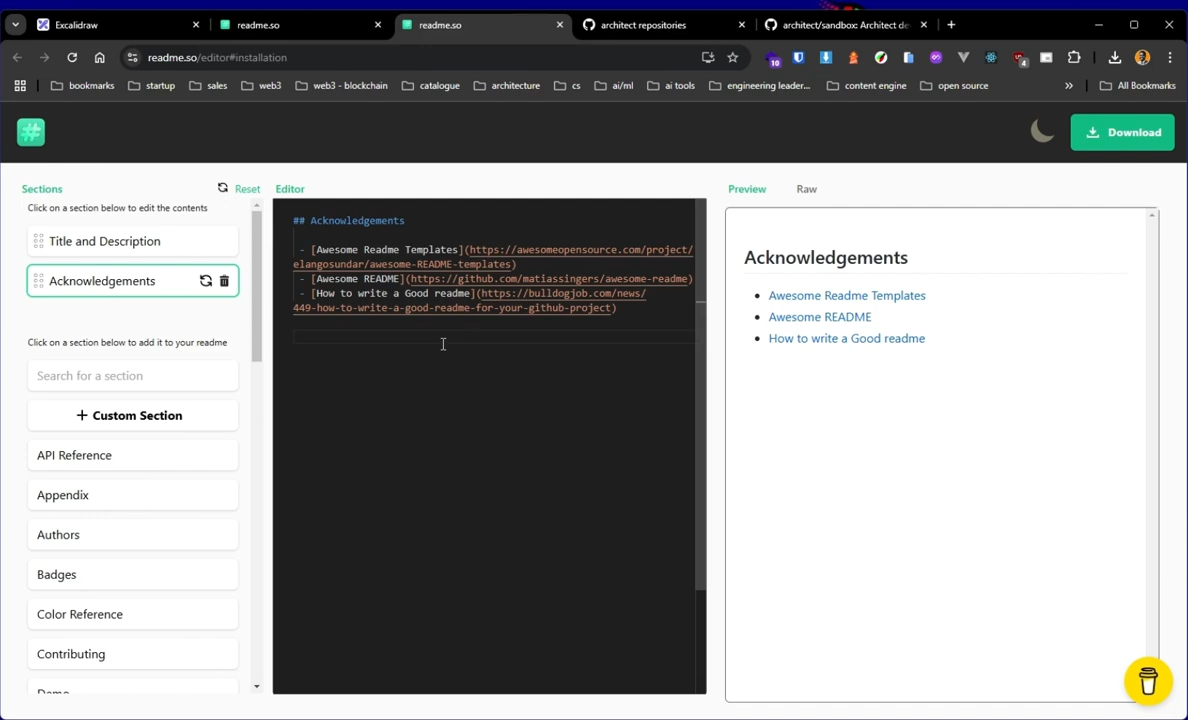 Excalidraw
readme.so
readme.so
architect repositories
architect/sandbox: Architect de
readme.so/editor#installation
10
4
bookmarks
startup
sales
web3
web3 - blockchain
catalogue
architecture
cs
ai/ml
ai tools
engineering leader...
content engine
open source
»
All Bookmarks
#
Download
Sections
Reset
Editor
Preview
Raw
Click on a section below to edit the contents
Title and Description
Acknowledgements
Click on a section below to add it to your readme
Search for a section
+ Custom Section
API Reference
Appendix
Authors
Badges
Color Reference
Contributing
Demo
## Acknowledgements
- [Awesome Readme Templates](https://awesomeopensource.com/project/
elangosundar/awesome-README-templates)
- [Awesome README](https://github.com/matiassingers/awesome-readme)
- [How to write a Good readme](https://bulldogjob.com/news/
449-how-to-write-a-good-readme-for-your-github-project)
Acknowledgements
• Awesome Readme Templates
• Awesome README
• How to write a Good readme